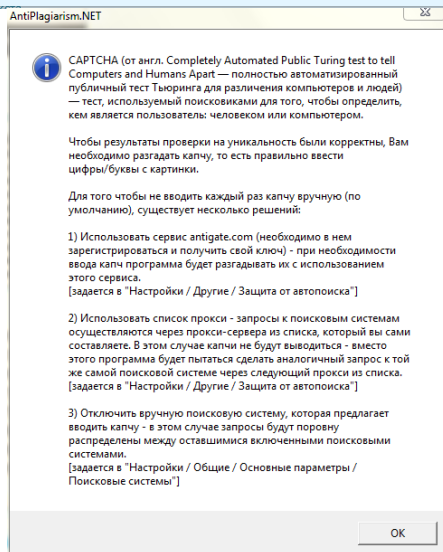 AntiPlagiarism.NET
CAPTCHA (от англ. Completely Automated Public Turing test to tell
Computers and Humans Apart — полностью автоматизированный
публичный тест Тьюринга для различения компьютеров и людей)
— тест, используемый поисковиками для того, чтобы определить,
кем является пользователь: человеком или компьютером.
Чтобы результаты проверки на уникальность были корректны, Вам
необходимо разгадать капчу, то есть правильно ввести
цифры/буквы с картинки.
Для того чтобы не вводить каждый раз капчу вручную (по
умолчанию), существует несколько решений:
1) Использовать сервис antigate.com (необходимо в нем
зарегистрироваться и получить свой ключ) - при необходимости
ввода капч программа будет разгадывать их с использованием
этого сервиса.
[задается в "Настройки / Другие / Защита от автопоиска"]
2) Использовать список прокси - запросы к поисковым системам
осуществляются через прокси-сервера из списка, который вы сами
составляете. В этом случае капчи не будут выводиться - вместо
этого программа будет пытаться сделать аналогичный запрос к той
же самой поисковой системе через следующий прокси из списка.
[задается в "Настройки / Другие / Защита от автопоиска"]
3) Отключить вручную поисковую систему, которая предлагает
вводить капчу - в этом случае запросы будут поровну
распределены между оставшимися включенными поисковыми
системами.
[задается в "Настройки / Общие / Основные параметры /
Поисковые системы"]
OK